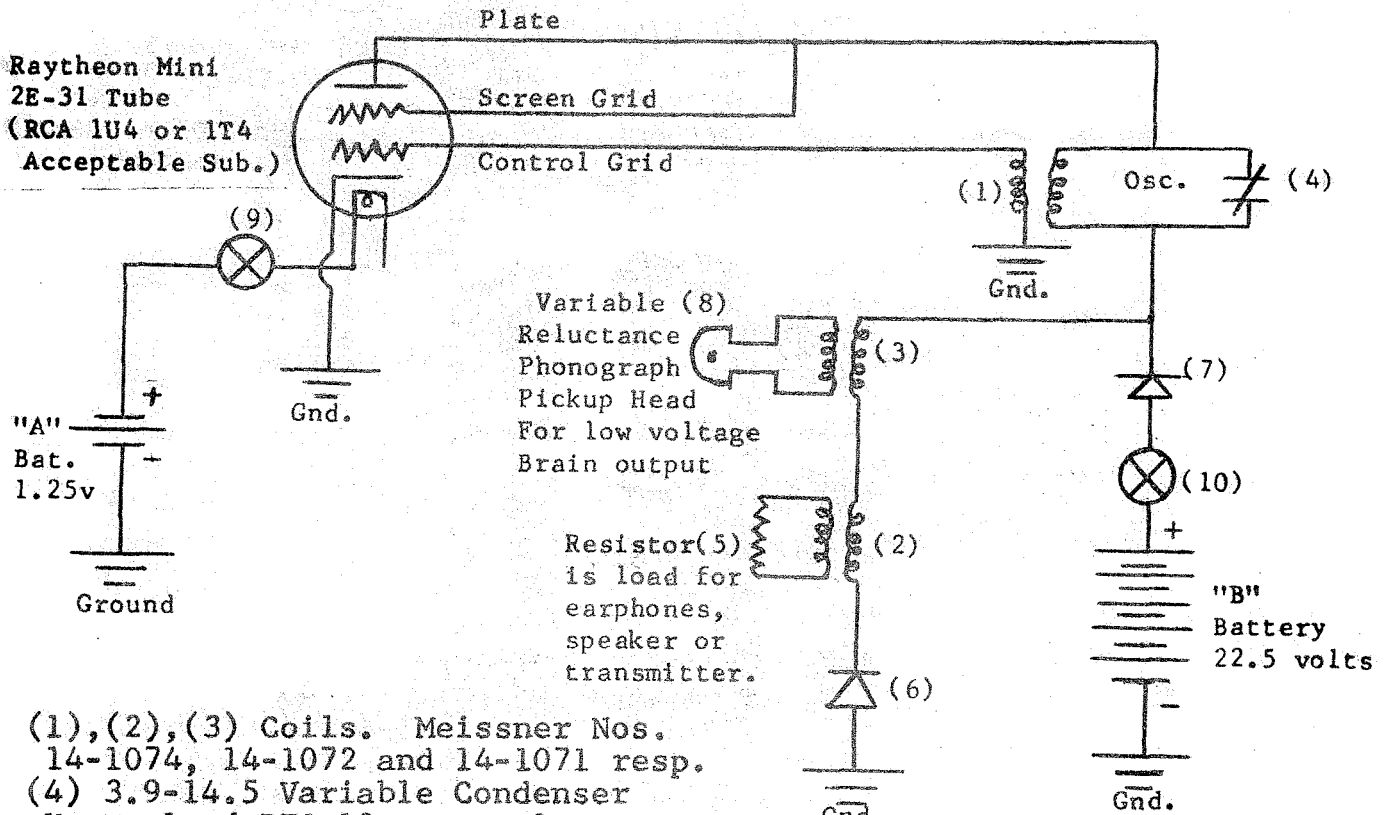 Plate
Raytheon Mini
2E-31 Tube
(RCA 1U4 or 1T4
Acceptable Sub.)
Screen Grid
Control Grid
(1)
Osc.
(4)
(9)
Gnd.
Variable (8)
Reluctance
Phonograph
Pickup Head
For low voltage
Brain output
(3)
(7)
+
Gnd.
"A"
Bat.
1.25v
-
(10)
+
Resistor(5)
is load for
earphones,
speaker or
transmitter.
(2)
"B"
Battery
22.5 volts
Ground
(6)
-
(1),(2),(3) Coils. Meissner Nos.
14-1074, 14-1072 and 14-1071 resp.
(4) 3.9-14.5 Variable Condenser
Gnd.
Gnd.